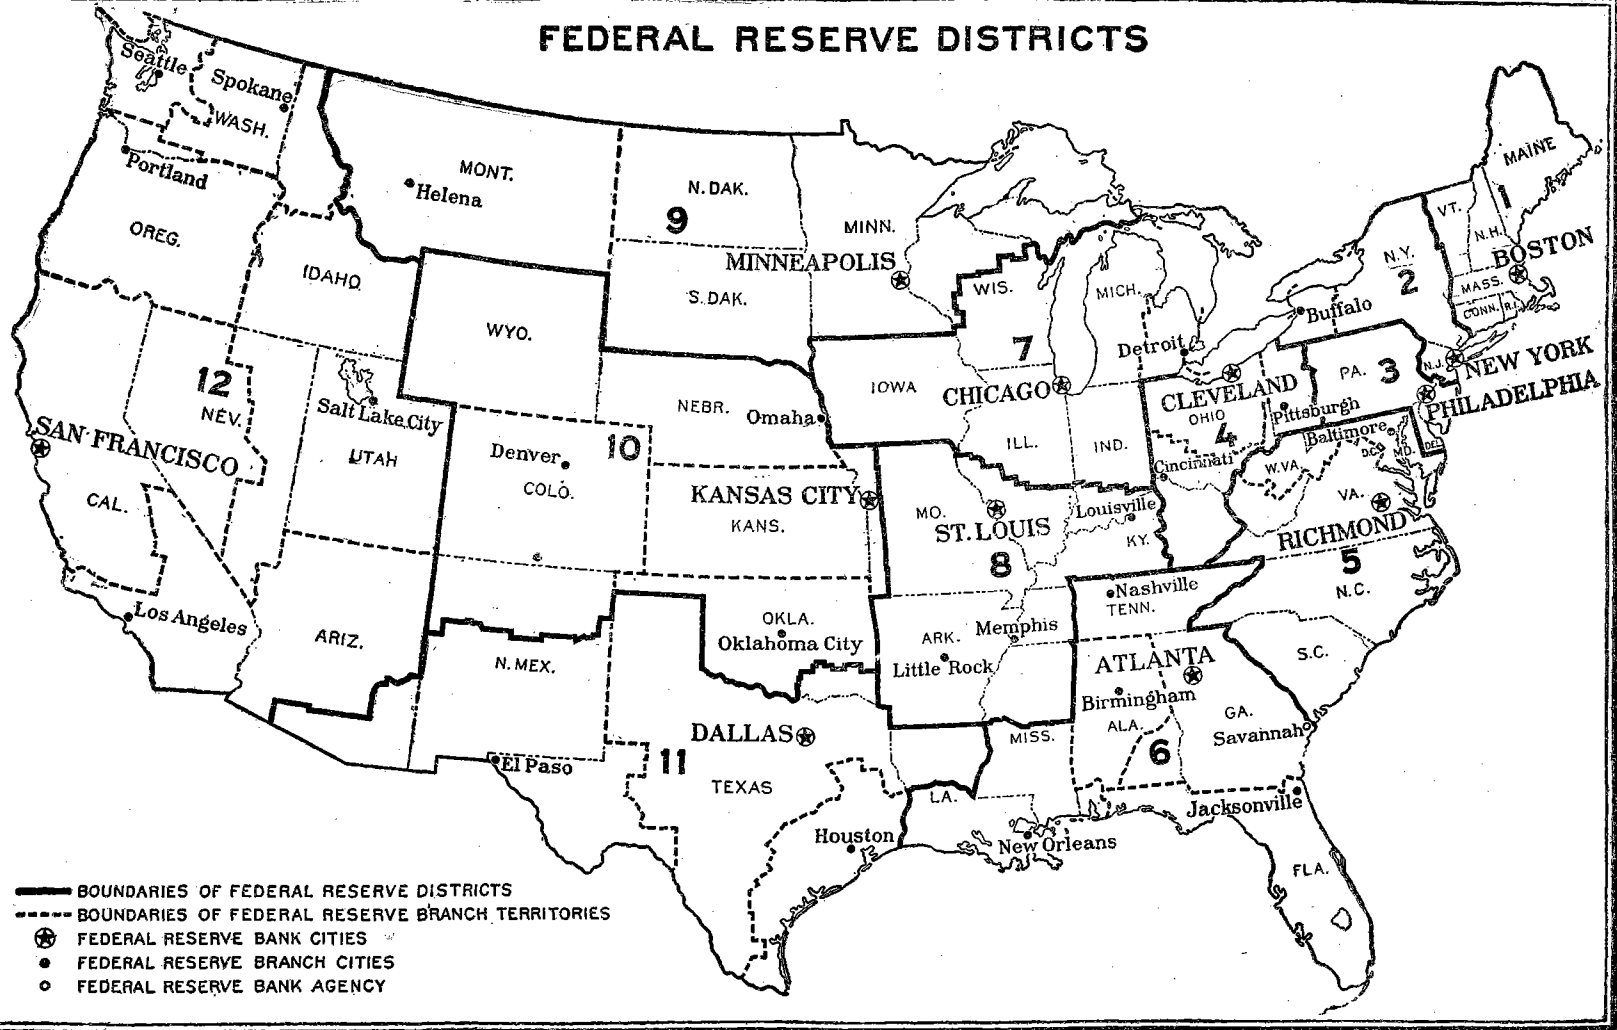 FEDERAL RESERVE DISTRICTS
Seattle
Spokane
WASH.
Portland
OREG.
MONT.
Helena
IDAHO
WYO.
N. DAK.
9
S. DAK.
MINN.
MINNEAPOLIS
WIS.
MICH.
7
Detroit
IOWA
CHICAGO
ILL.
IND.
MAINE
1
VT.
N.H.
BOSTON
MASS.
CONN.
R.I.
N.Y.
2
Buffalo
NEW YORK
N.J.
PA.
3
PHILADELPHIA
Pittsburgh
CLEVELAND
OHIO
4
Cincinnati
Baltimore
D.C.
MD.
DEL.
W.VA.
VA.
RICHMOND
5
N.C.
S.C.
12
NEV.
SAN FRANCISCO
CAL.
Los Angeles
Salt Lake City
UTAH
ARIZ.
NEBR.
Omaha
10
Denver
COLO.
KANSAS CITY
KANS.
MO.
ST. LOUIS
8
Louisville
KY.
Nashville
TENN.
Memphis
ARK.
Little Rock
OKLA.
Oklahoma City
N. MEX.
El Paso
DALLAS
11
TEXAS
Houston
LA.
New Orleans
MISS.
ATLANTA
Birmingham
ALA.
6
GA.
Savannah
Jacksonville
FLA.
BOUNDARIES OF FEDERAL RESERVE DISTRICTS
BOUNDARIES OF FEDERAL RESERVE BRANCH TERRITORIES
FEDERAL RESERVE BANK CITIES
FEDERAL RESERVE BRANCH CITIES
FEDERAL RESERVE BANK AGENCY